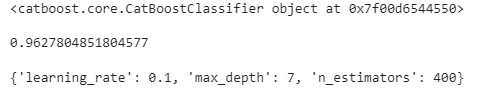 <catboost.core.CatBoostClassifier object at 0x7f00d6544550>
0.9627804851804577
{'learning_rate': 0.1, 'max_depth': 7, 'n_estimators': 400}